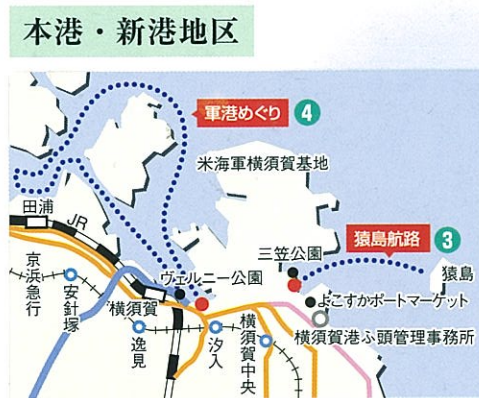 本港・新港地区
軍港めぐり 4
米海軍横須賀基地
田浦
JR
三笠公園
猿島航路 3
猿島
京浜急行
安針塚
ヴェルニー公園
よこすかポートマーケット
横須賀
逸見
汐入
横須賀中央
横須賀港ふ頭管理事務所